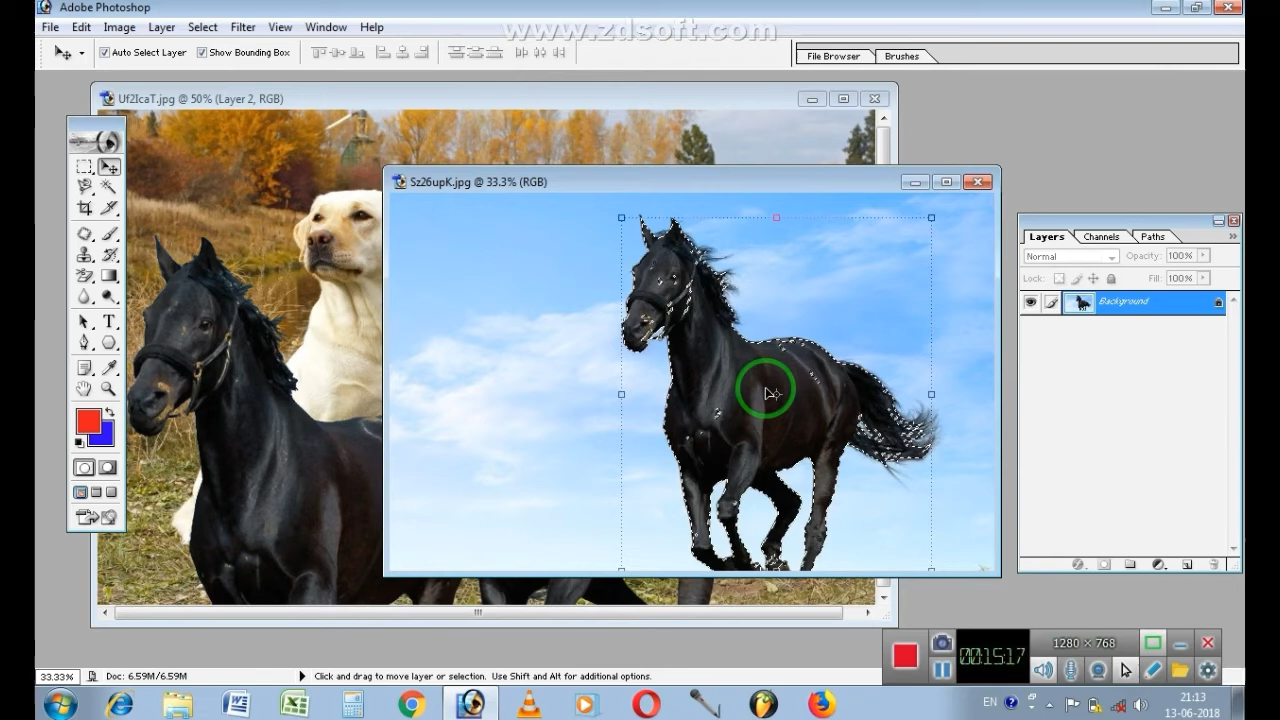 Adobe Photoshop
File Edit Image Layer Select Filter View Window Help
www.zdsoft.com
Auto Select Layer Show Bounding Box
File Browser Brushes
Uf2IcaT.jpg @ 50% (Layer 2, RGB)
Sz26upK.jpg @ 33.3% (RGB)
Layers Channels Paths
Normal Opacity: 100%
Lock: Fill: 100%
Background
1280 × 768
00:15:17
33.33% Doc: 6.59M/6.59M Click and drag to move layer or selection. Use Shift and Alt for additional options.
EN
21:13
13-06-2018